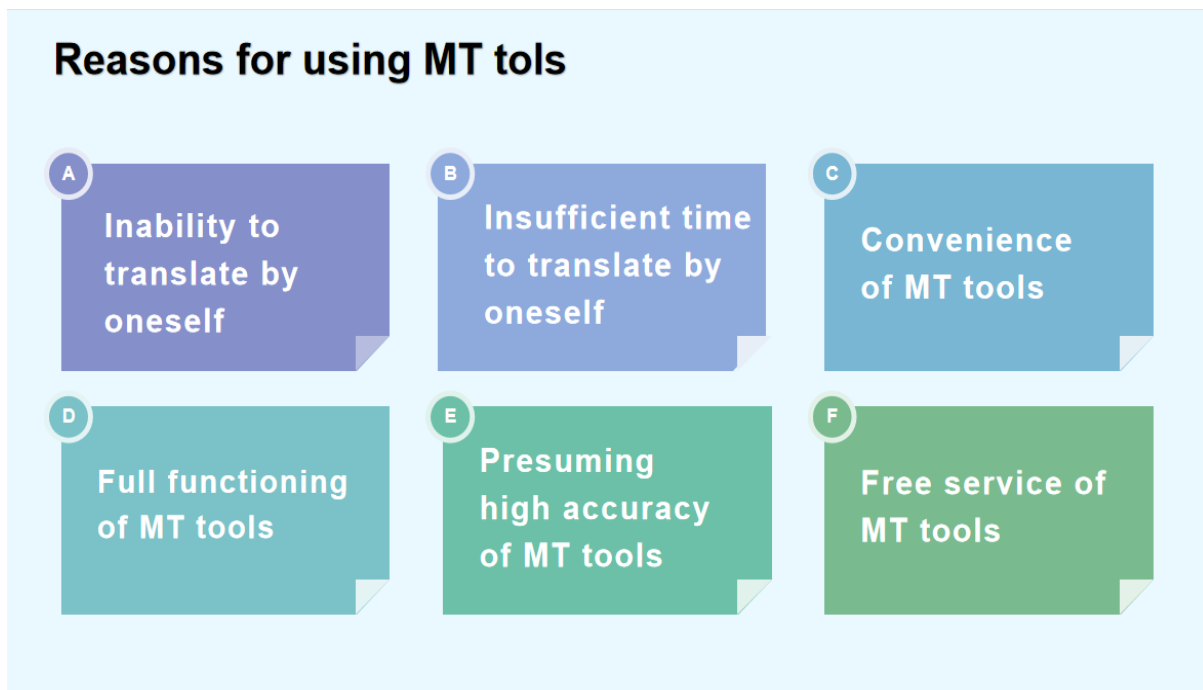 Reasons for using MT tols
A
Inability to
translate by
oneself
B
Insufficient time
to translate by
oneself
C
Convenience
of MT tools
D
Full functioning
of MT tools
E
Presuming
high accuracy
of MT tools
F
Free service of
MT tools